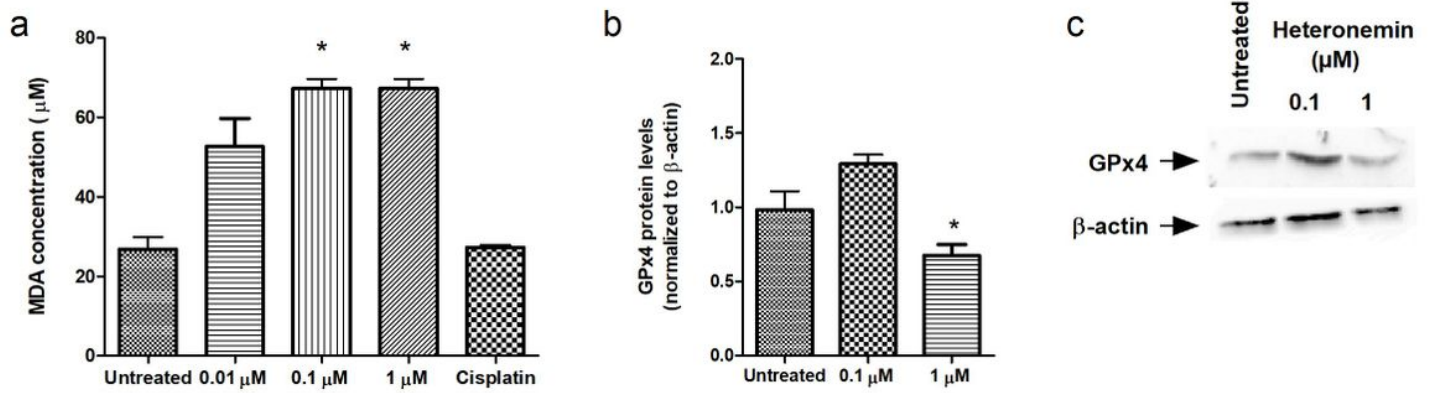 a
MDA concentration ( μM)
80
60
40
20
0
*
*
Untreated 0.01 μM 0.1 μM 1 μM Cisplatin
b
GPx4 protein levels
(normalized to β-actin)
2.0
1.5
1.0
0.5
0.0
*
Untreated 0.1 μM 1 μM
c
Untreated
Heteronemin
(μM)
0.1 1
GPx4
β-actin